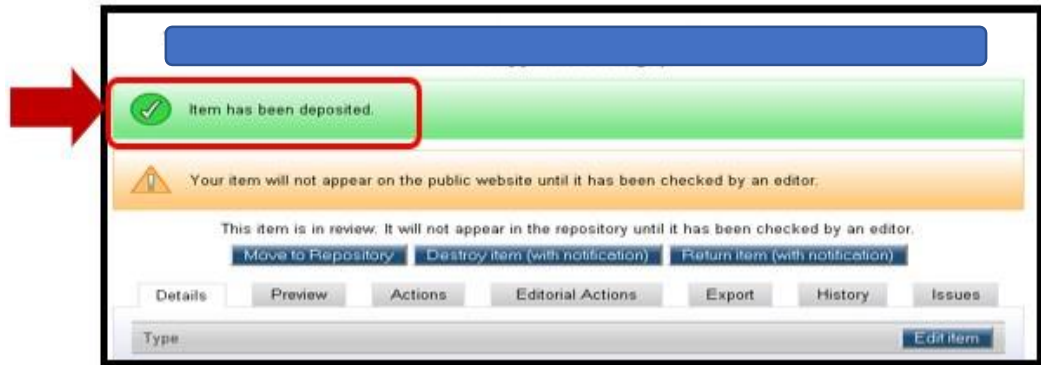 Item has been deposited.
Your item will not appear on the public website until it has been checked by an editor.
This item is in review. It will not appear in the repository until it has been checked by an editor.
Move to Repository Destroy item (with notification) Return item (with notification)
Details Preview Actions Editorial Actions Export History Issues
Type Edit item